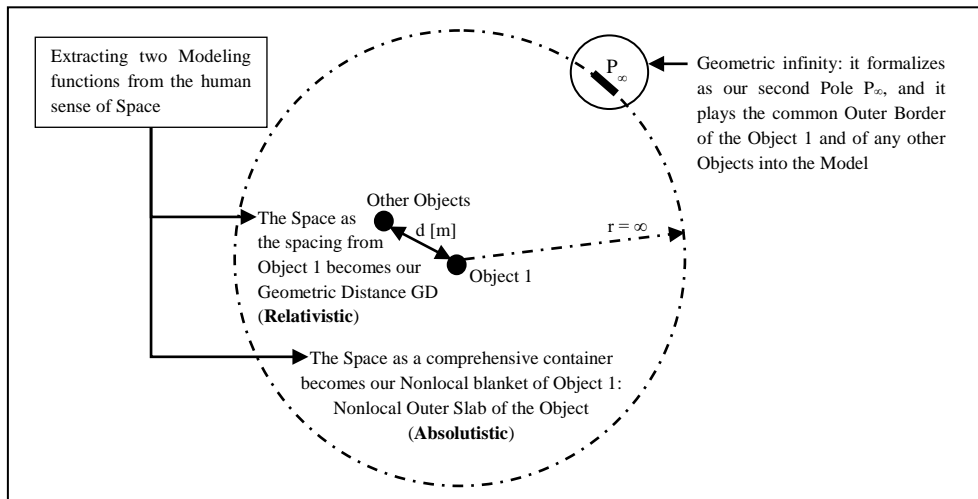 Extracting two Modeling
functions from the human
sense of Space
P∞
Geometric infinity: it formalizes
as our second Pole P∞, and it
plays the common Outer Border
of the Object 1 and of any other
Objects into the Model
Other Objects
The Space as
the spacing from
Object 1 becomes our
Geometric Distance GD
(Relativistic)
d [m]
r = ∞
Object 1
The Space as a comprehensive container
becomes our Nonlocal blanket of Object 1:
Nonlocal Outer Slab of the Object
(Absolutistic)